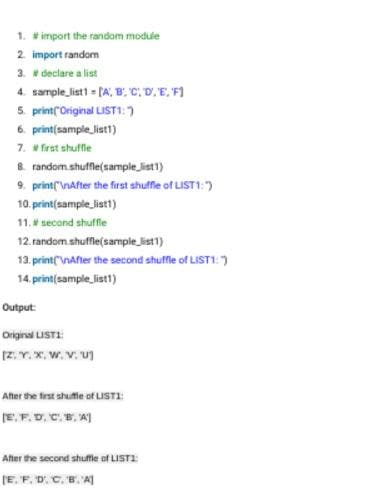 1. # import the random module
2. import random
3. # declare a list
4. sample_list1 = ['A', 'B', 'C', 'D', 'E', 'F']
5. print("Original LIST1: ")
6. print(sample_list1)
7. # first shuffle
8. random.shuffle(sample_list1)
9. print("\nAfter the first shuffle of LIST1: ")
10. print(sample_list1)
11. # second shuffle
12. random.shuffle(sample_list1)
13. print("\nAfter the second shuffle of LIST1: ")
14. print(sample_list1)
Output:
Original LIST1:
['Z', 'Y', 'X', 'W', 'V', 'U']
After the first shuffle of LIST1:
['E', 'F', 'D', 'C', 'B', 'A']
After the second shuffle of LIST1:
['E', 'F', 'D', 'C', 'B', 'A']